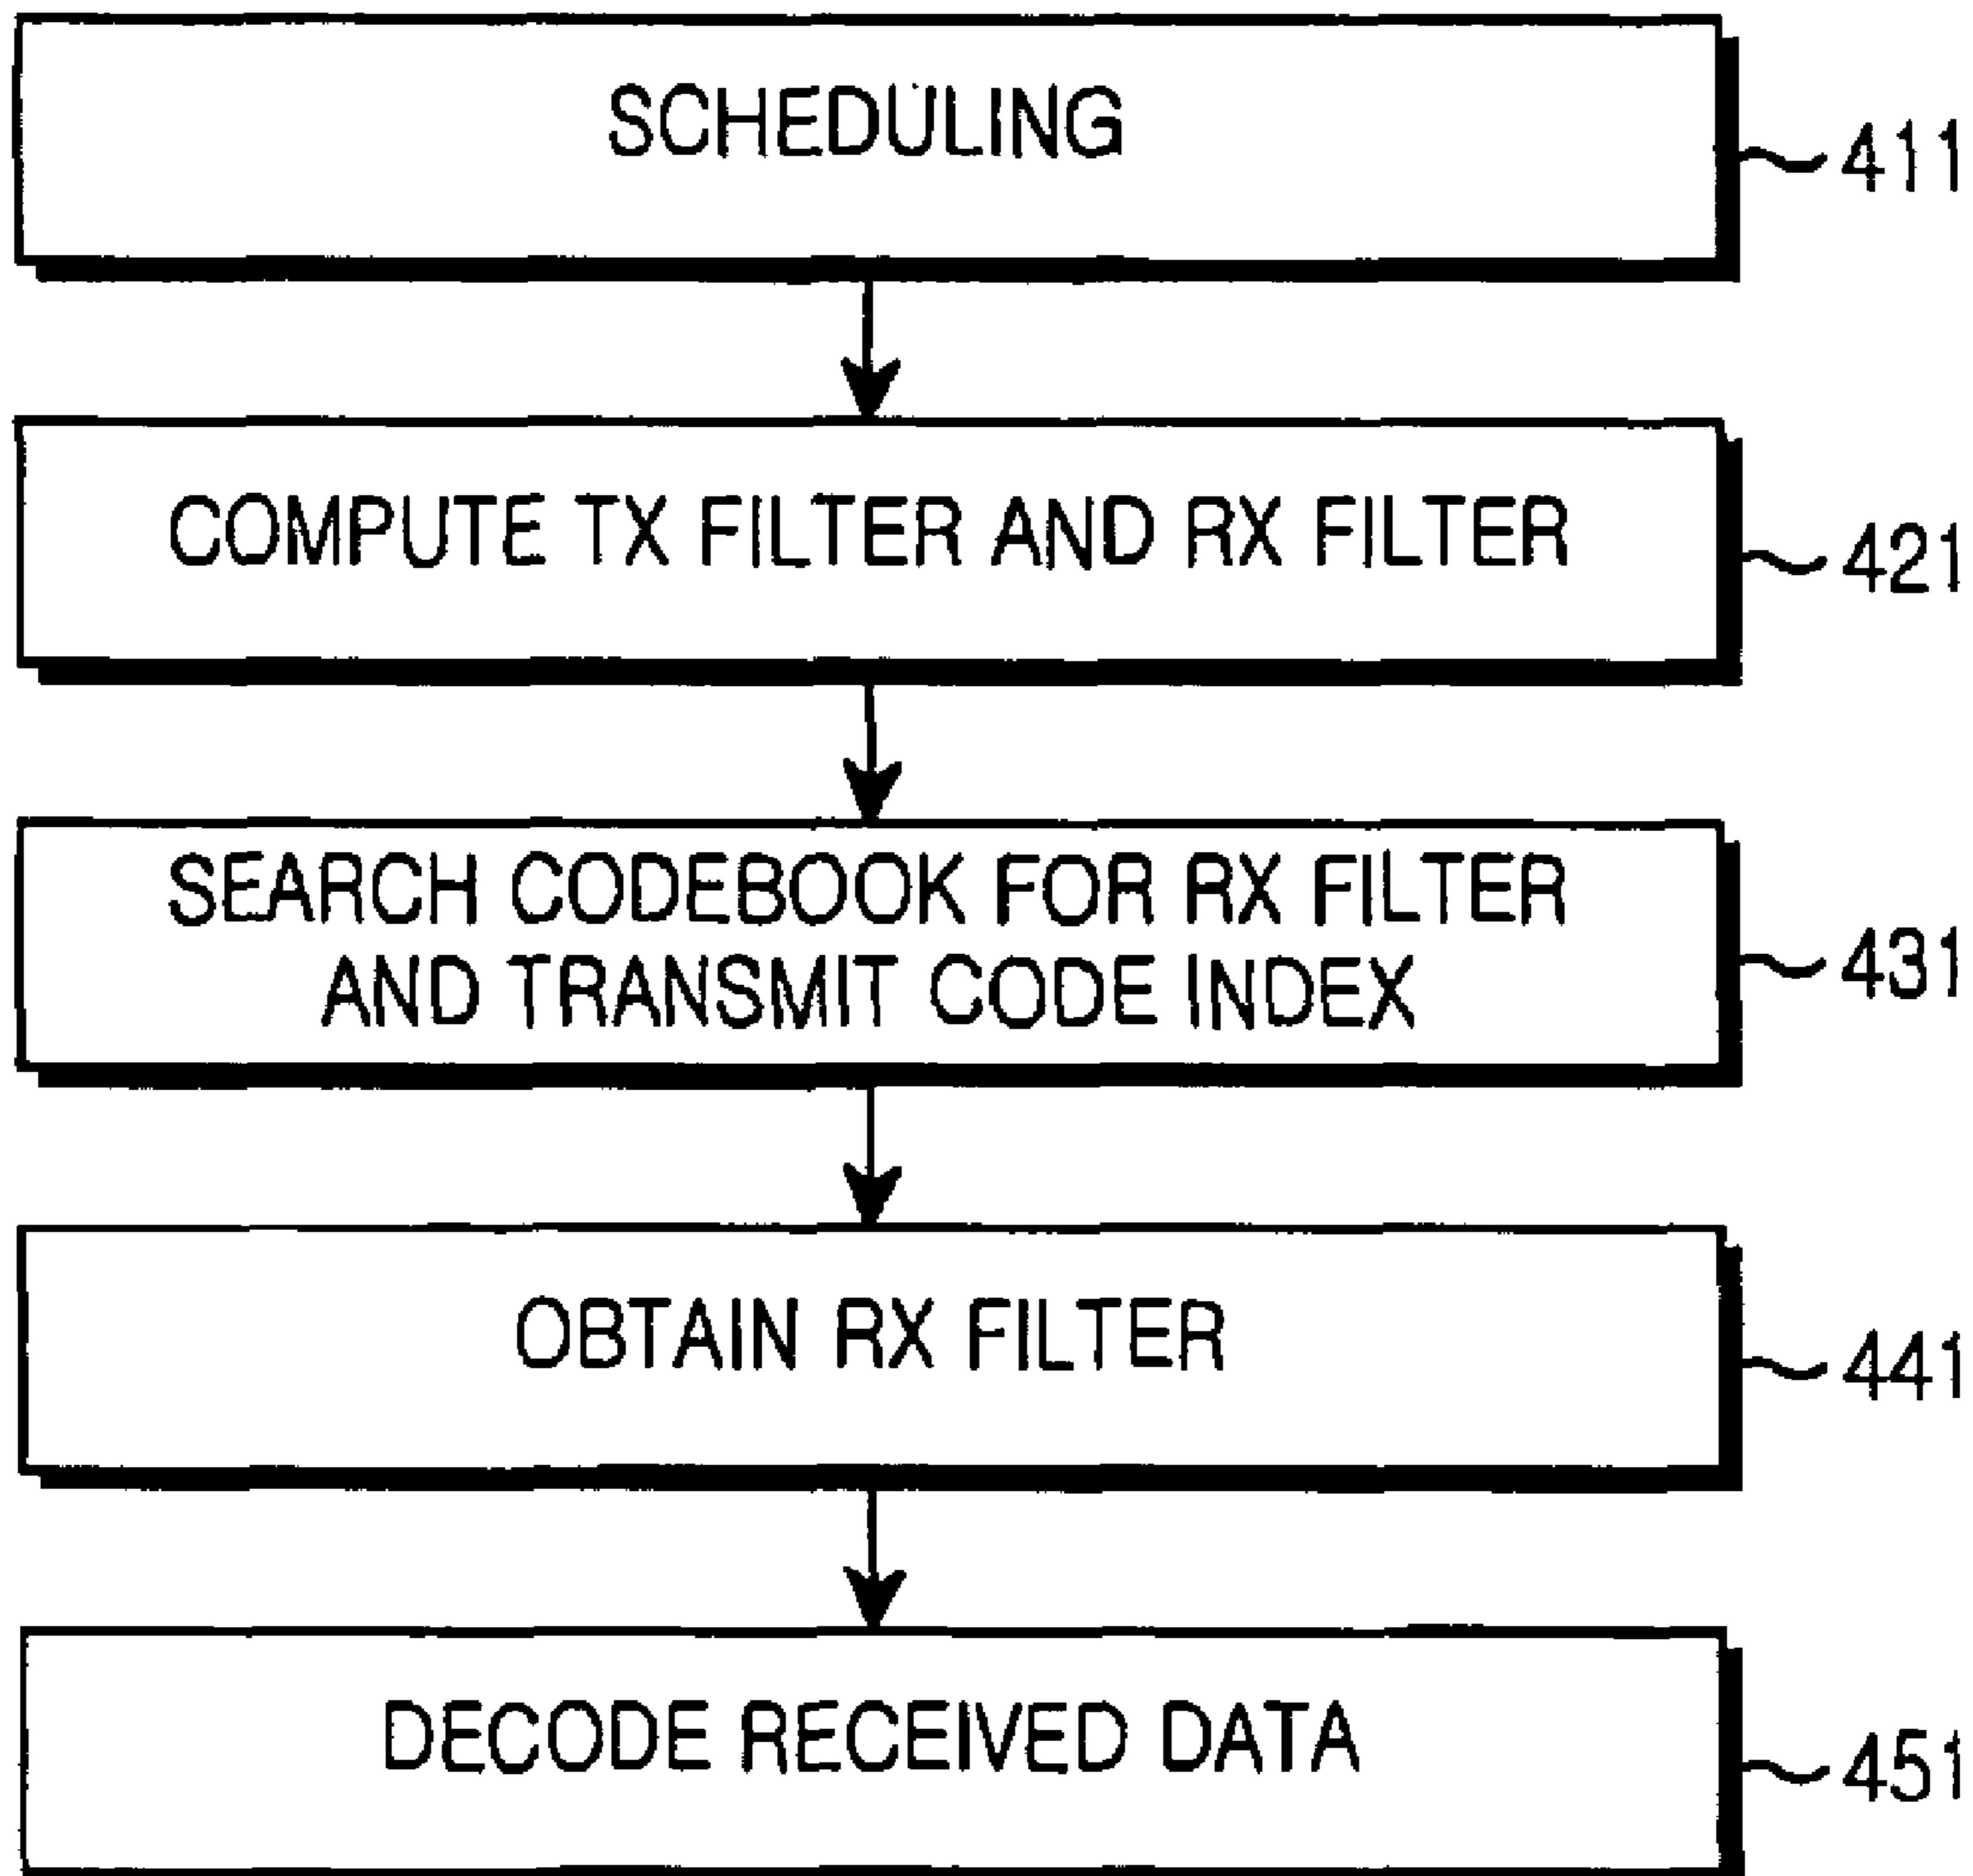 SCHEDULING
411
COMPUTE TX FILTER AND RX FILTER
421
SEARCH CODEBOOK FOR RX FILTER
AND TRANSMIT CODE INDEX
431
OBTAIN RX FILTER
441
DECODE RECEIVED DATA
451